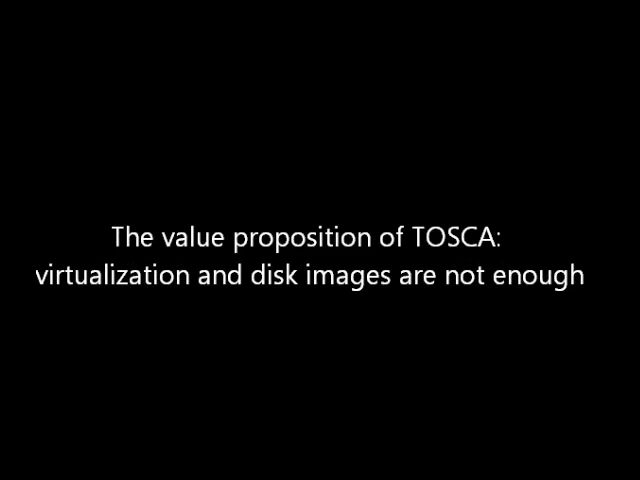 The value proposition of TOSCA:
virtualization and disk images are not enough